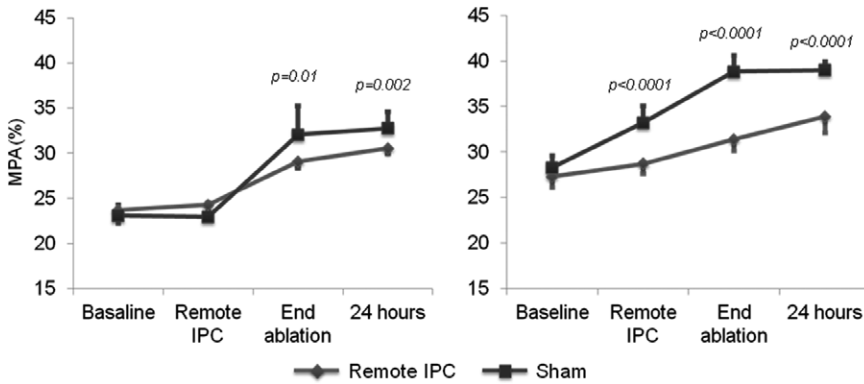 MPA(%)
45
40
35
30
25
20
15
p=0.01
p=0.002
Basaline
Remote IPC
End ablation
24 hours
45
40
35
30
25
20
15
p<0.0001
p<0.0001
p<0.0001
Baseline
Remote IPC
End ablation
24 hours
Remote IPC
Sham